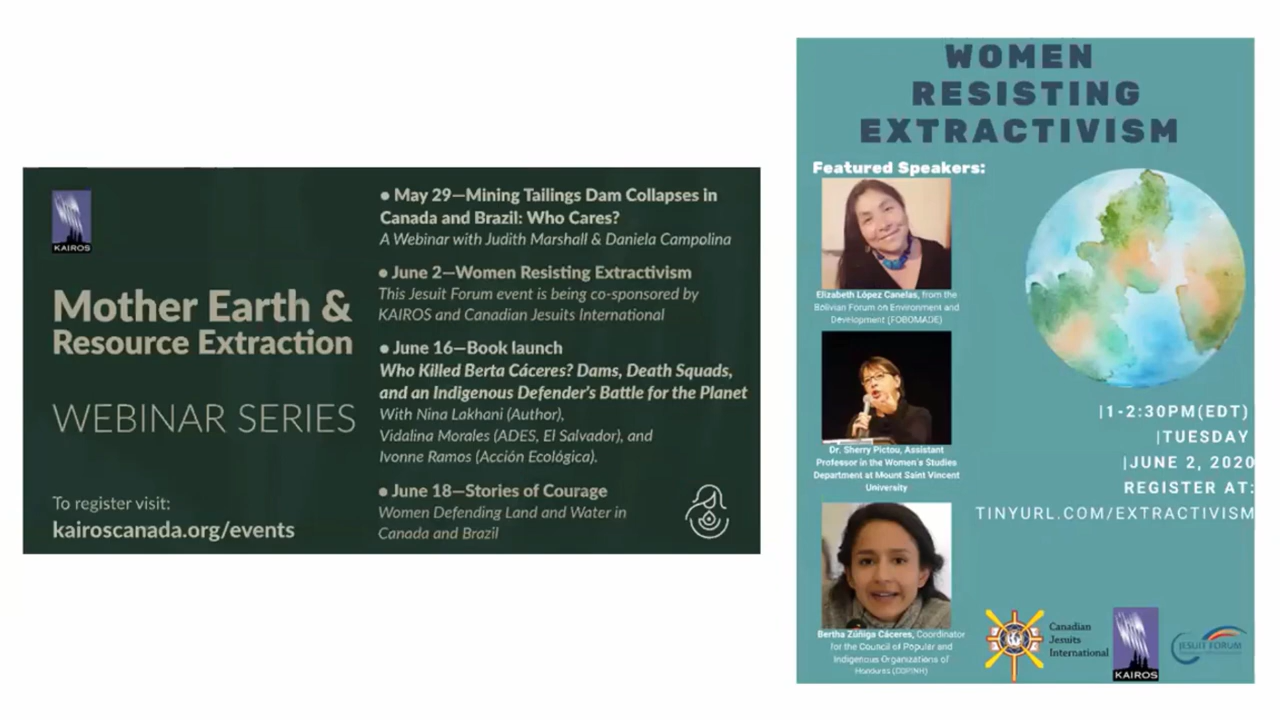 KAIROS
Mother Earth &
Resource Extraction
WEBINAR SERIES
To register visit:
kairoscanada.org/events
● May 29—Mining Tailings Dam Collapses in
Canada and Brazil: Who Cares?
A Webinar with Judith Marshall & Daniela Campolina
● June 2—Women Resisting Extractivism
This Jesuit Forum event is being co-sponsored by
KAIROS and Canadian Jesuits International
● June 16—Book launch
Who Killed Berta Cáceres? Dams, Death Squads,
and an Indigenous Defender's Battle for the Planet
With Nina Lakhani (Author),
Vidalina Morales (ADES, El Salvador), and
Ivonne Ramos (Acción Ecológica).
● June 18—Stories of Courage
Women Defending Land and Water in
Canada and Brazil
WOMEN
RESISTING
EXTRACTIVISM
Featured Speakers:
Elizabeth López Canelas, from the
Bolivian Forum on Environment and
Development (FOBOMADE)
Dr. Sherry Pictou, Assistant
Professor in the Women's Studies
Department at Mount Saint Vincent
University
Bertha Zúñiga Cáceres, Coordinator
for the Council of Popular and
Indigenous Organizations of
Honduras (COPINH)
|1-2:30PM(EDT)
|TUESDAY
|JUNE 2, 2020
REGISTER AT:
TINYURL.COM/EXTRACTIVISM
Canadian
Jesuits
International
KAIROS
JESUIT FORUM